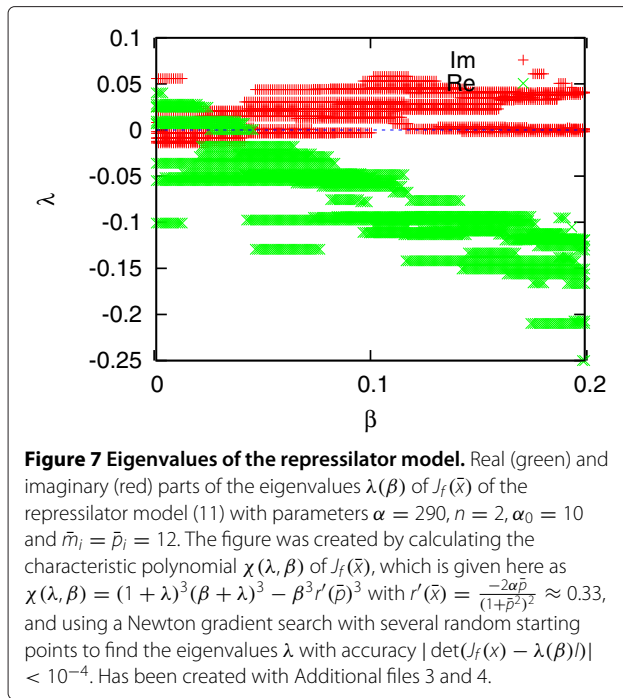 0.1
0.05
0
-0.05
-0.1
-0.15
-0.2
-0.25
λ
Im
Re
0
0.1
0.2
β
Figure 7 Eigenvalues of the repressilator model. Real (green) and
imaginary (red) parts of the eigenvalues λ(β) of J_f(x̄) of the
repressilator model (11) with parameters α = 290, n = 2, α₀ = 10
and m̄ᵢ = p̄ᵢ = 12. The figure was created by calculating the
characteristic polynomial χ(λ, β) of J_f(x̄), which is given here as
χ(λ, β) = (1 + λ)³(β + λ)³ − β³r′(p̄)³ with r′(x̄) = −2αp̄/(1+p̄²)² ≈ 0.33,
and using a Newton gradient search with several random starting
points to find the eigenvalues λ with accuracy | det(J_f(x) − λ(β)I)|
< 10⁻⁴. Has been created with Additional files 3 and 4.